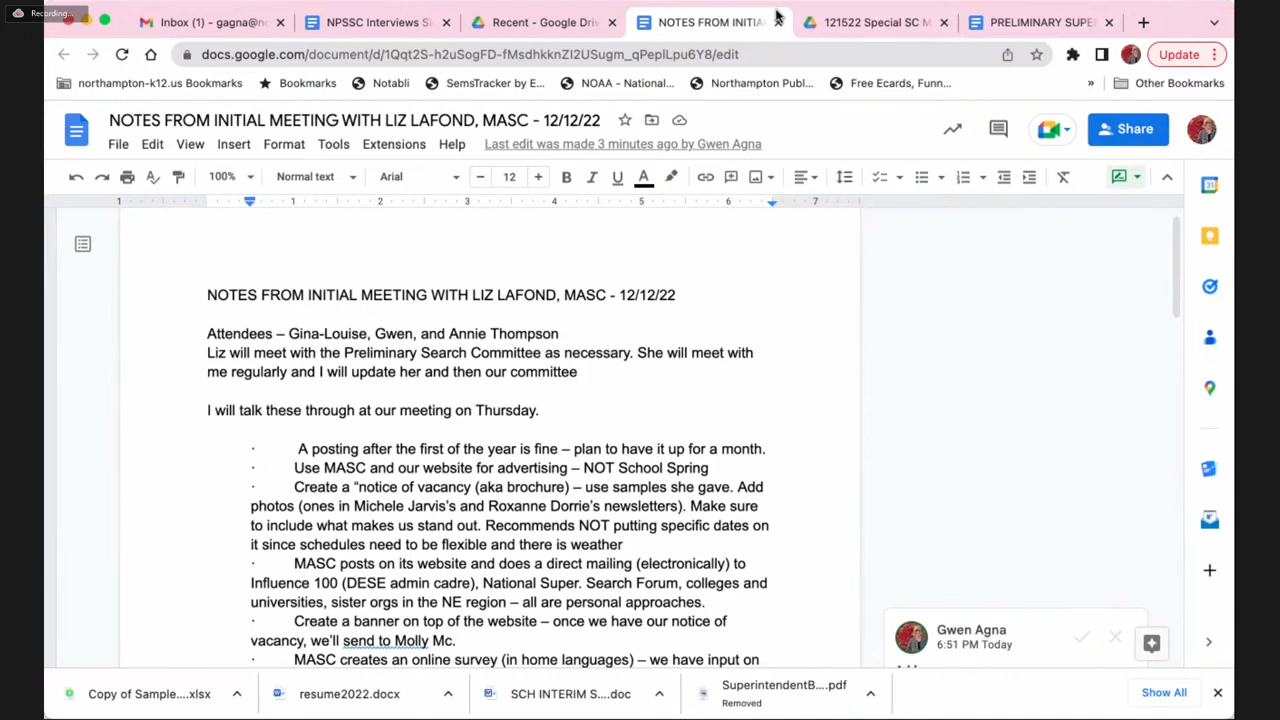 Recording...
Inbox (1) - gagna@n
NPSSC Interviews S
Recent - Google Driv
NOTES FROM INITIA
121522 Special SC M
PRELIMINARY SUPE
docs.google.com/document/d/1Qqt2S-h2uSogFD-fMsdhkknZI2USugm_qPeplLpu6Y8/edit
Update
northampton-k12.us Bookmarks
Bookmarks
Notabli
SemsTracker by E...
NOAA - National...
Northampton Publ...
Free Ecards, Funn...
»
Other Bookmarks
NOTES FROM INITIAL MEETING WITH LIZ LAFOND, MASC - 12/12/22
File Edit View Insert Format Tools Extensions Help
Last edit was made 3 minutes ago by Gwen Agna
Share
100% Normal text Arial 12 B I U A
1 1 2 3 4 5 6 7
NOTES FROM INITIAL MEETING WITH LIZ LAFOND, MASC - 12/12/22
Attendees – Gina-Louise, Gwen, and Annie Thompson
Liz will meet with the Preliminary Search Committee as necessary. She will meet with
me regularly and I will update her and then our committee
I will talk these through at our meeting on Thursday.
· A posting after the first of the year is fine – plan to have it up for a month.
· Use MASC and our website for advertising – NOT School Spring
· Create a “notice of vacancy (aka brochure) – use samples she gave. Add
photos (ones in Michele Jarvis’s and Roxanne Dorrie’s newsletters). Make sure
to include what makes us stand out. Recommends NOT putting specific dates on
it since schedules need to be flexible and there is weather
· MASC posts on its website and does a direct mailing (electronically) to
Influence 100 (DESE admin cadre), National Super. Search Forum, colleges and
universities, sister orgs in the NE region – all are personal approaches.
· Create a banner on top of the website – once we have our notice of
vacancy, we’ll send to Molly Mc.
· MASC creates an online survey (in home languages) – we have input on
Gwen Agna
6:51 PM Today
31
Copy of Sample....xlsx
resume2022.docx
SCH INTERIM S....doc
SuperintendentB....pdf
Removed
Show All